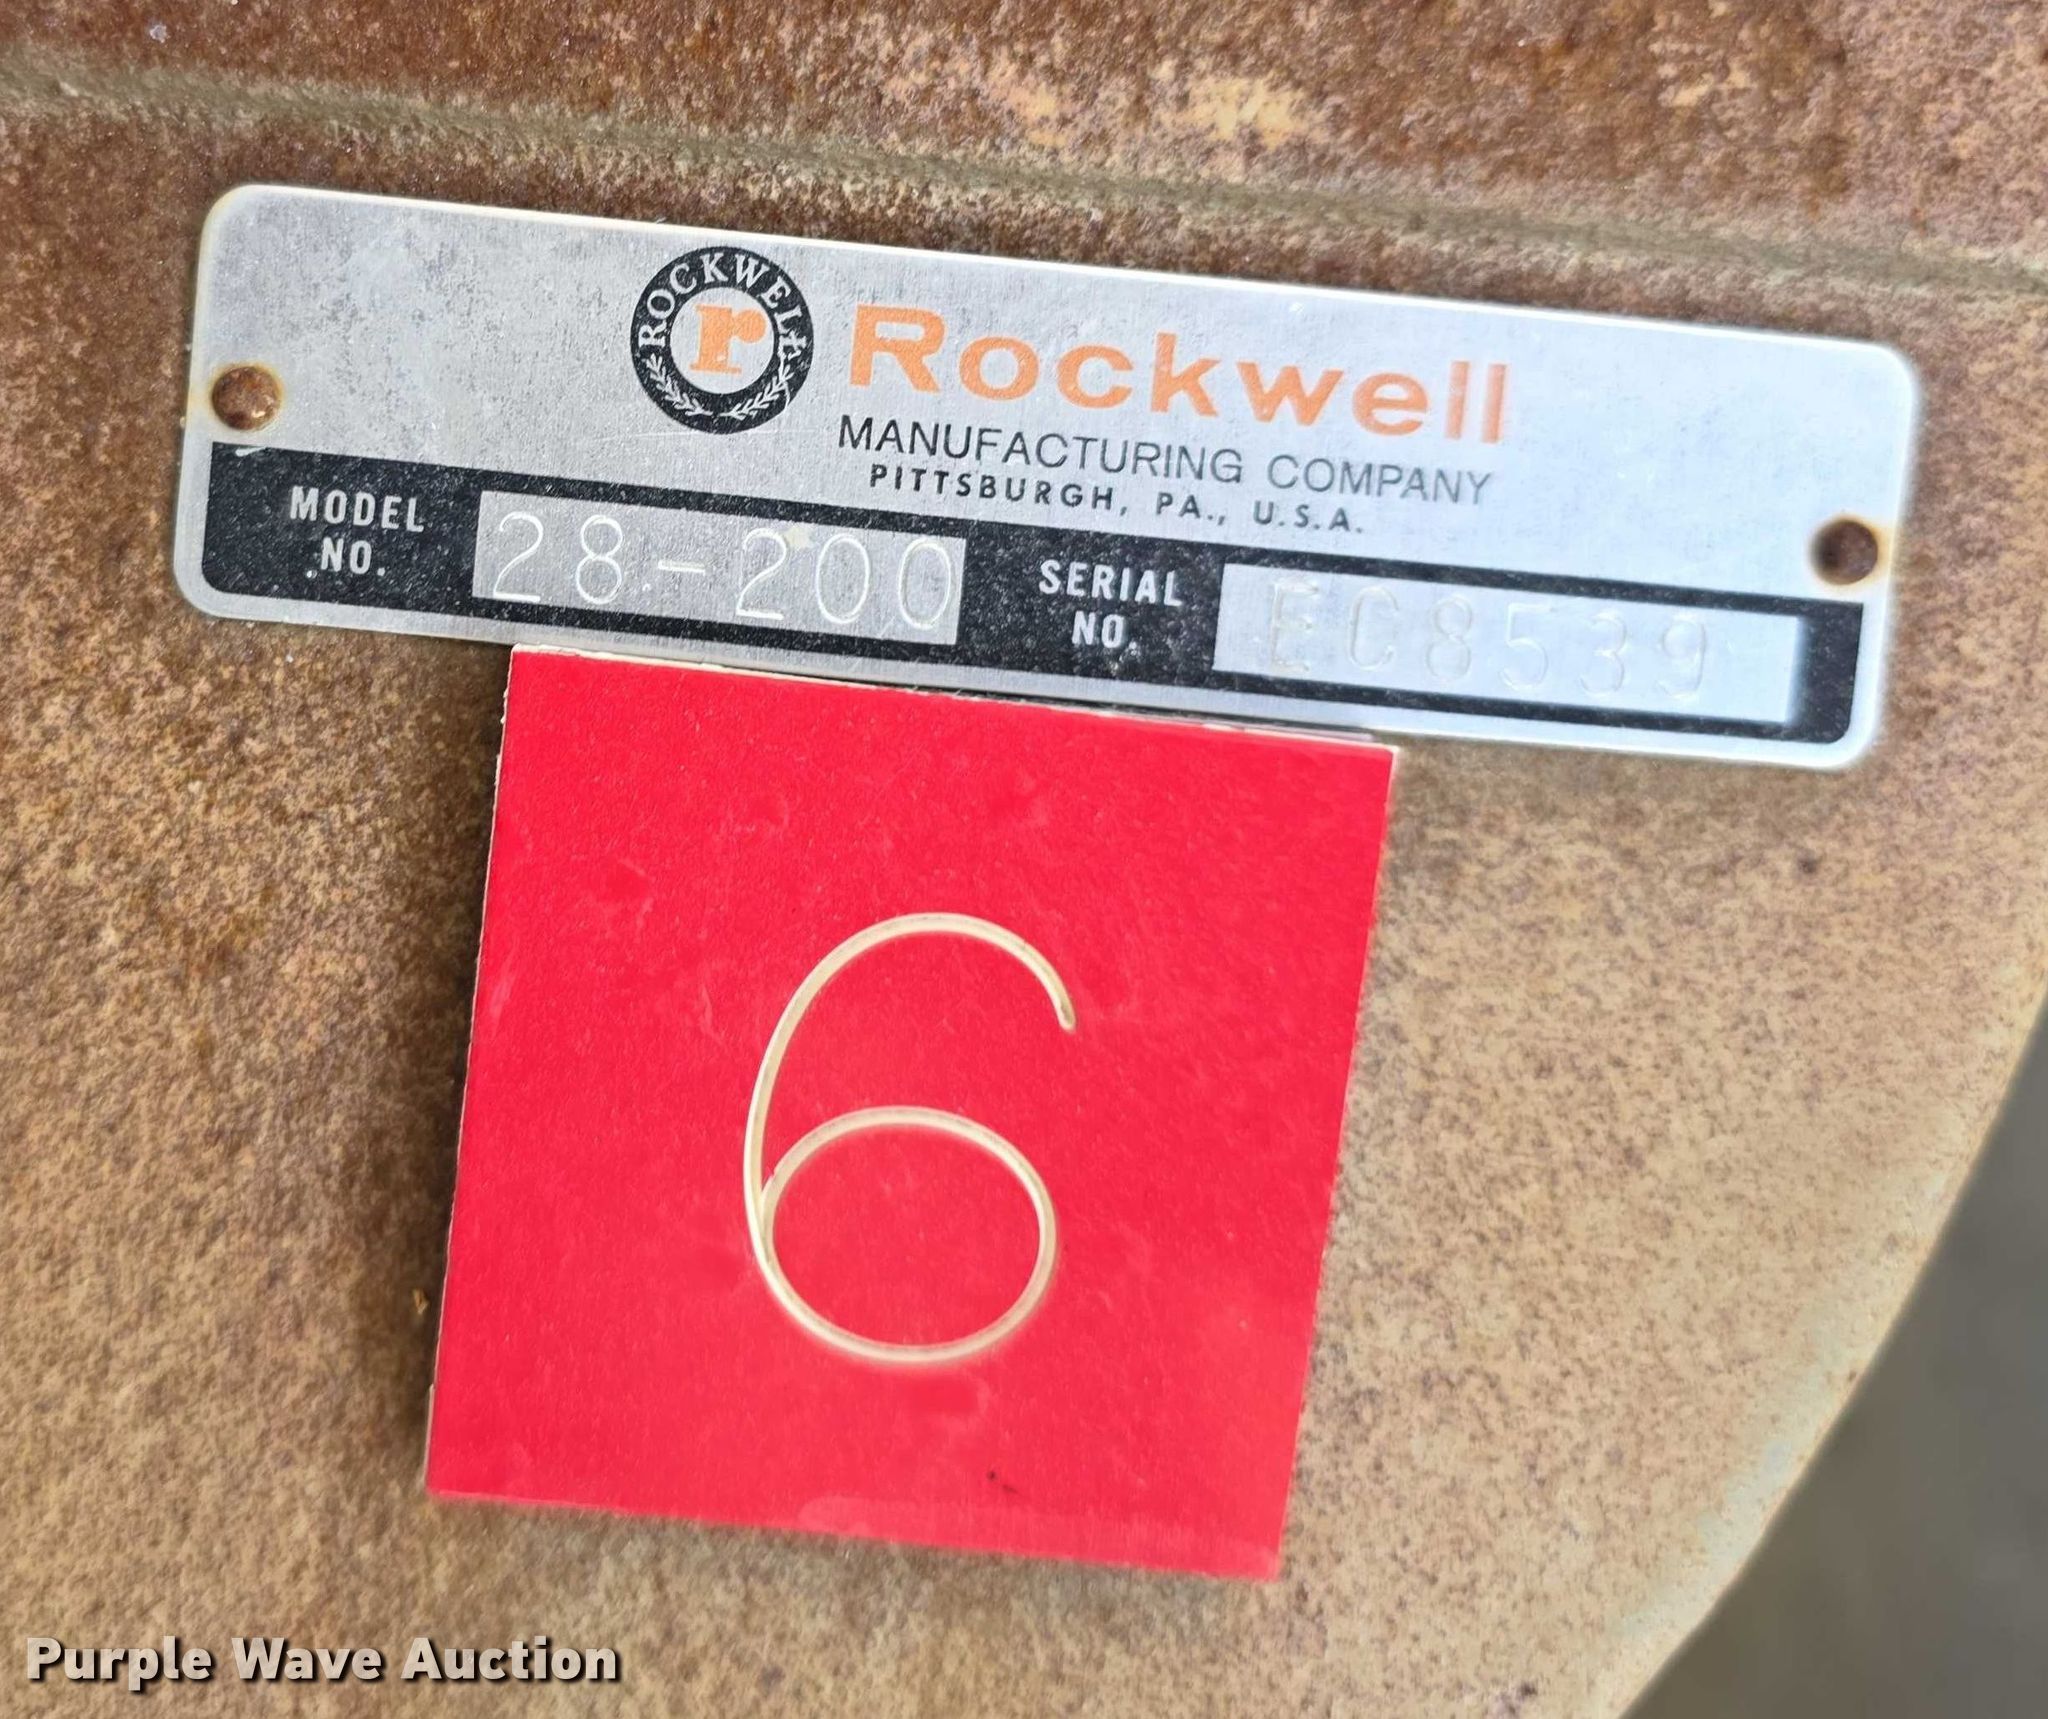 ROCKWELL
r
Rockwell
MANUFACTURING COMPANY
PITTSBURGH, PA., U.S.A.
MODEL NO. 28-200 SERIAL NO. EC8539
6
Purple Wave Auction